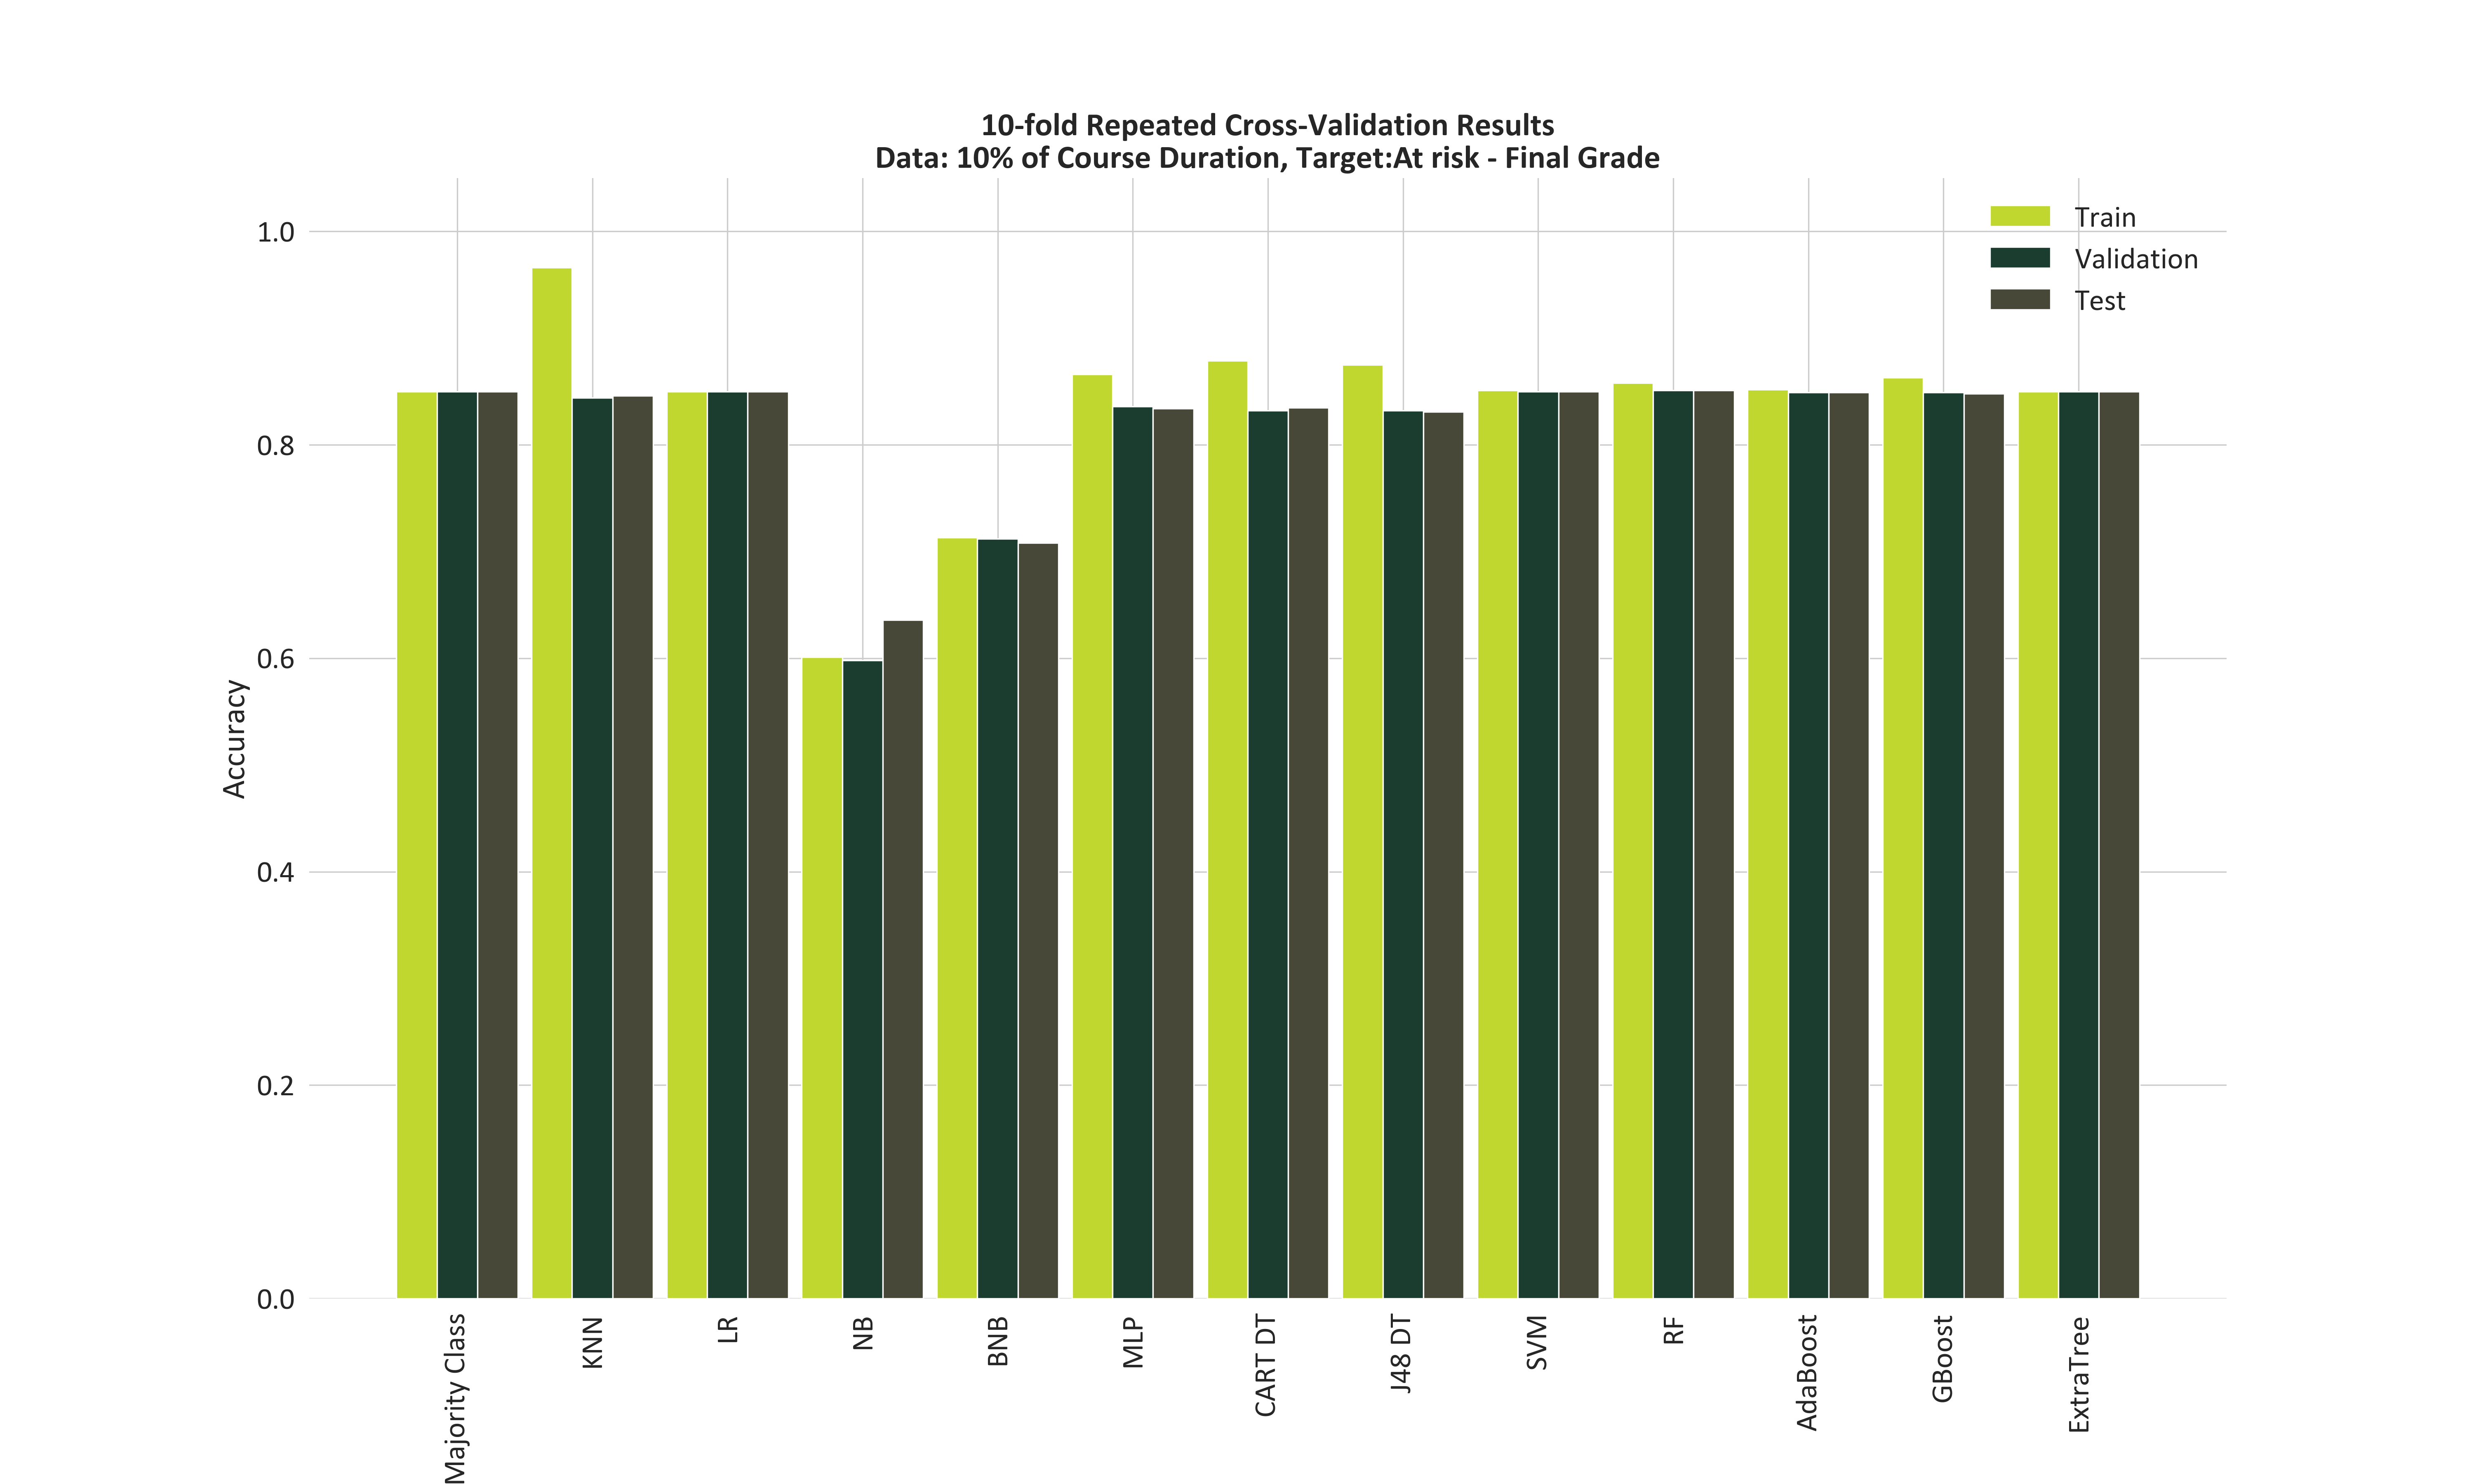 10-fold Repeated Cross-Validation Results
Data: 10% of Course Duration, Target:At risk - Final Grade
Train
Validation
Test
Accuracy
1.0
0.8
0.6
0.4
0.2
0.0
Majority Class
KNN
LR
NB
BNB
MLP
CART DT
J48 DT
SVM
RF
AdaBoost
GBoost
ExtraTree